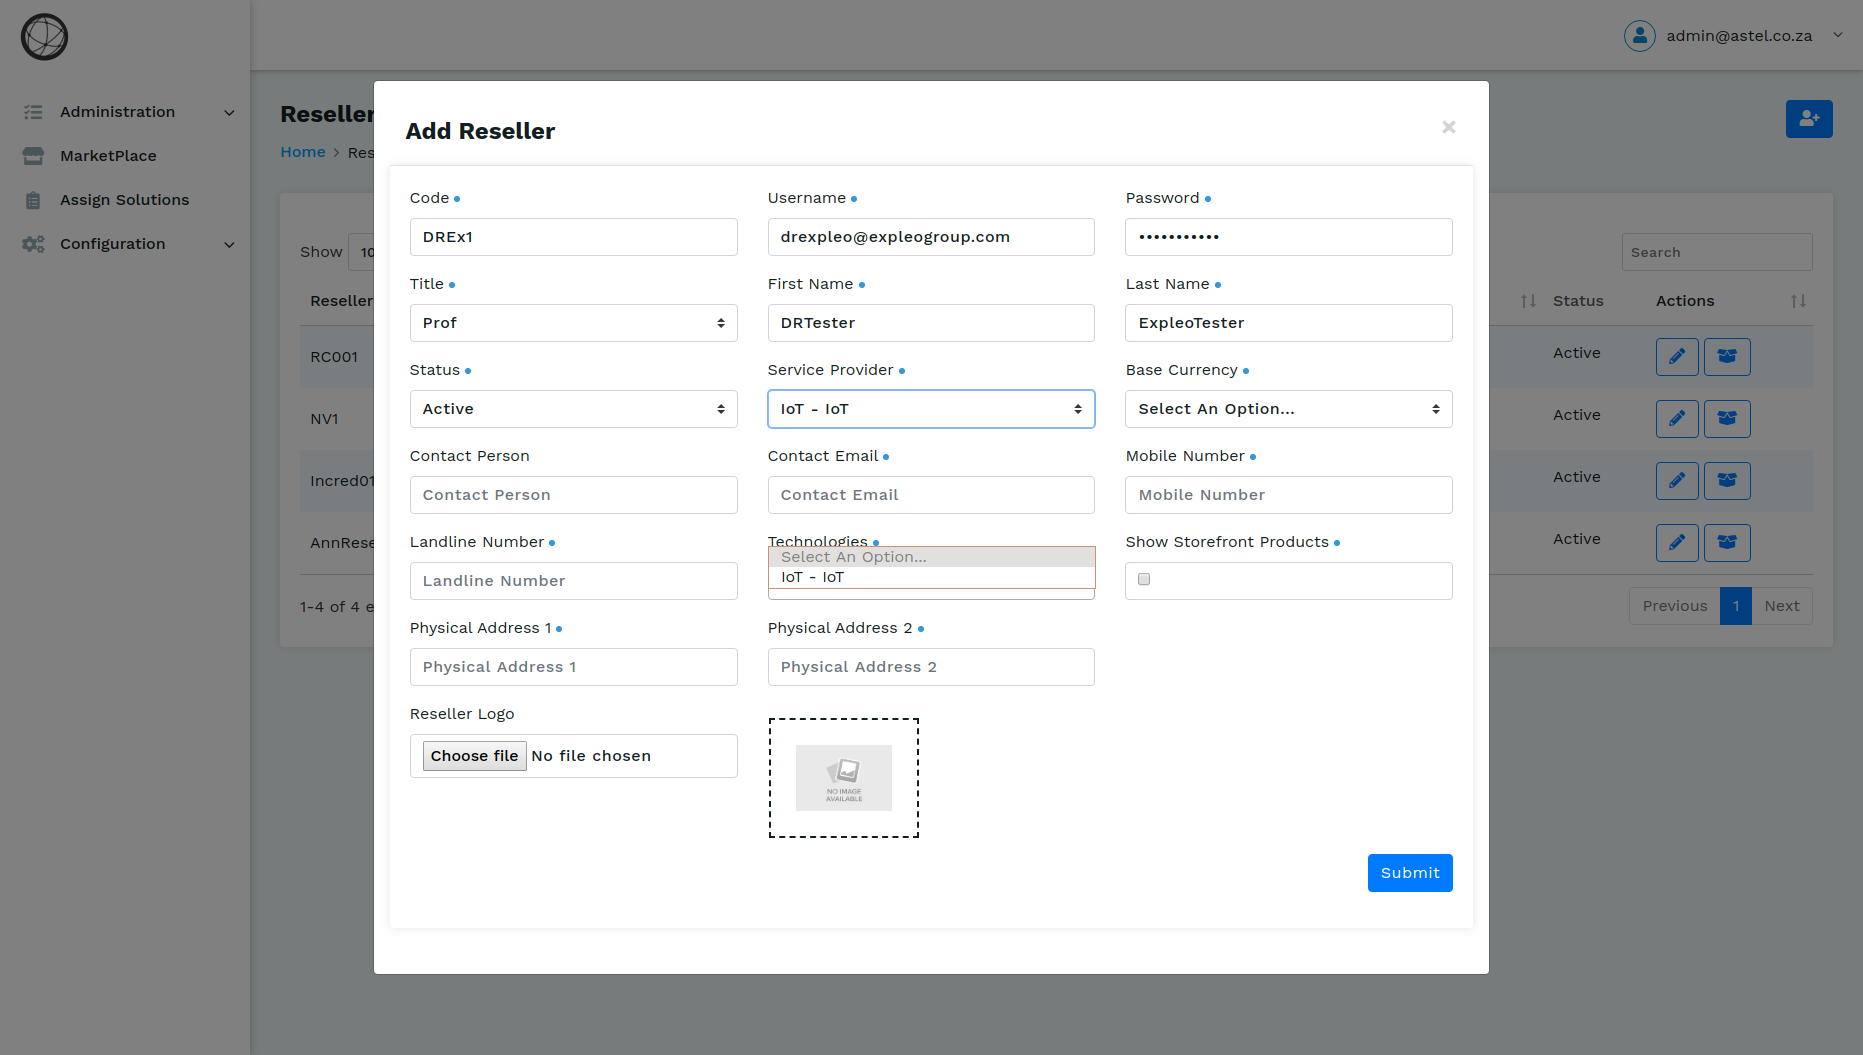 admin@astel.co.za
Administration
MarketPlace
Assign Solutions
Configuration
Reseller
Home > Res
Show 10
Search
Reseller
Status
Actions
RC001
Active
NV1
Active
Incred01
Active
AnnRese
Active
1-4 of 4 e
Previous 1 Next
Add Reseller
×
Code
Username
Password
DREx1
drexpleo@expleogroup.com
•••••••••••
Title
First Name
Last Name
Prof
DRTester
ExpleoTester
Status
Service Provider
Base Currency
Active
IoT - IoT
Select An Option...
Contact Person
Contact Email
Mobile Number
Contact Person
Contact Email
Mobile Number
Landline Number
Technologies
Show Storefront Products
Select An Option...
Landline Number
IoT - IoT
Physical Address 1
Physical Address 2
Physical Address 1
Physical Address 2
Reseller Logo
Choose file No file chosen
NO IMAGE
AVAILABLE
Submit